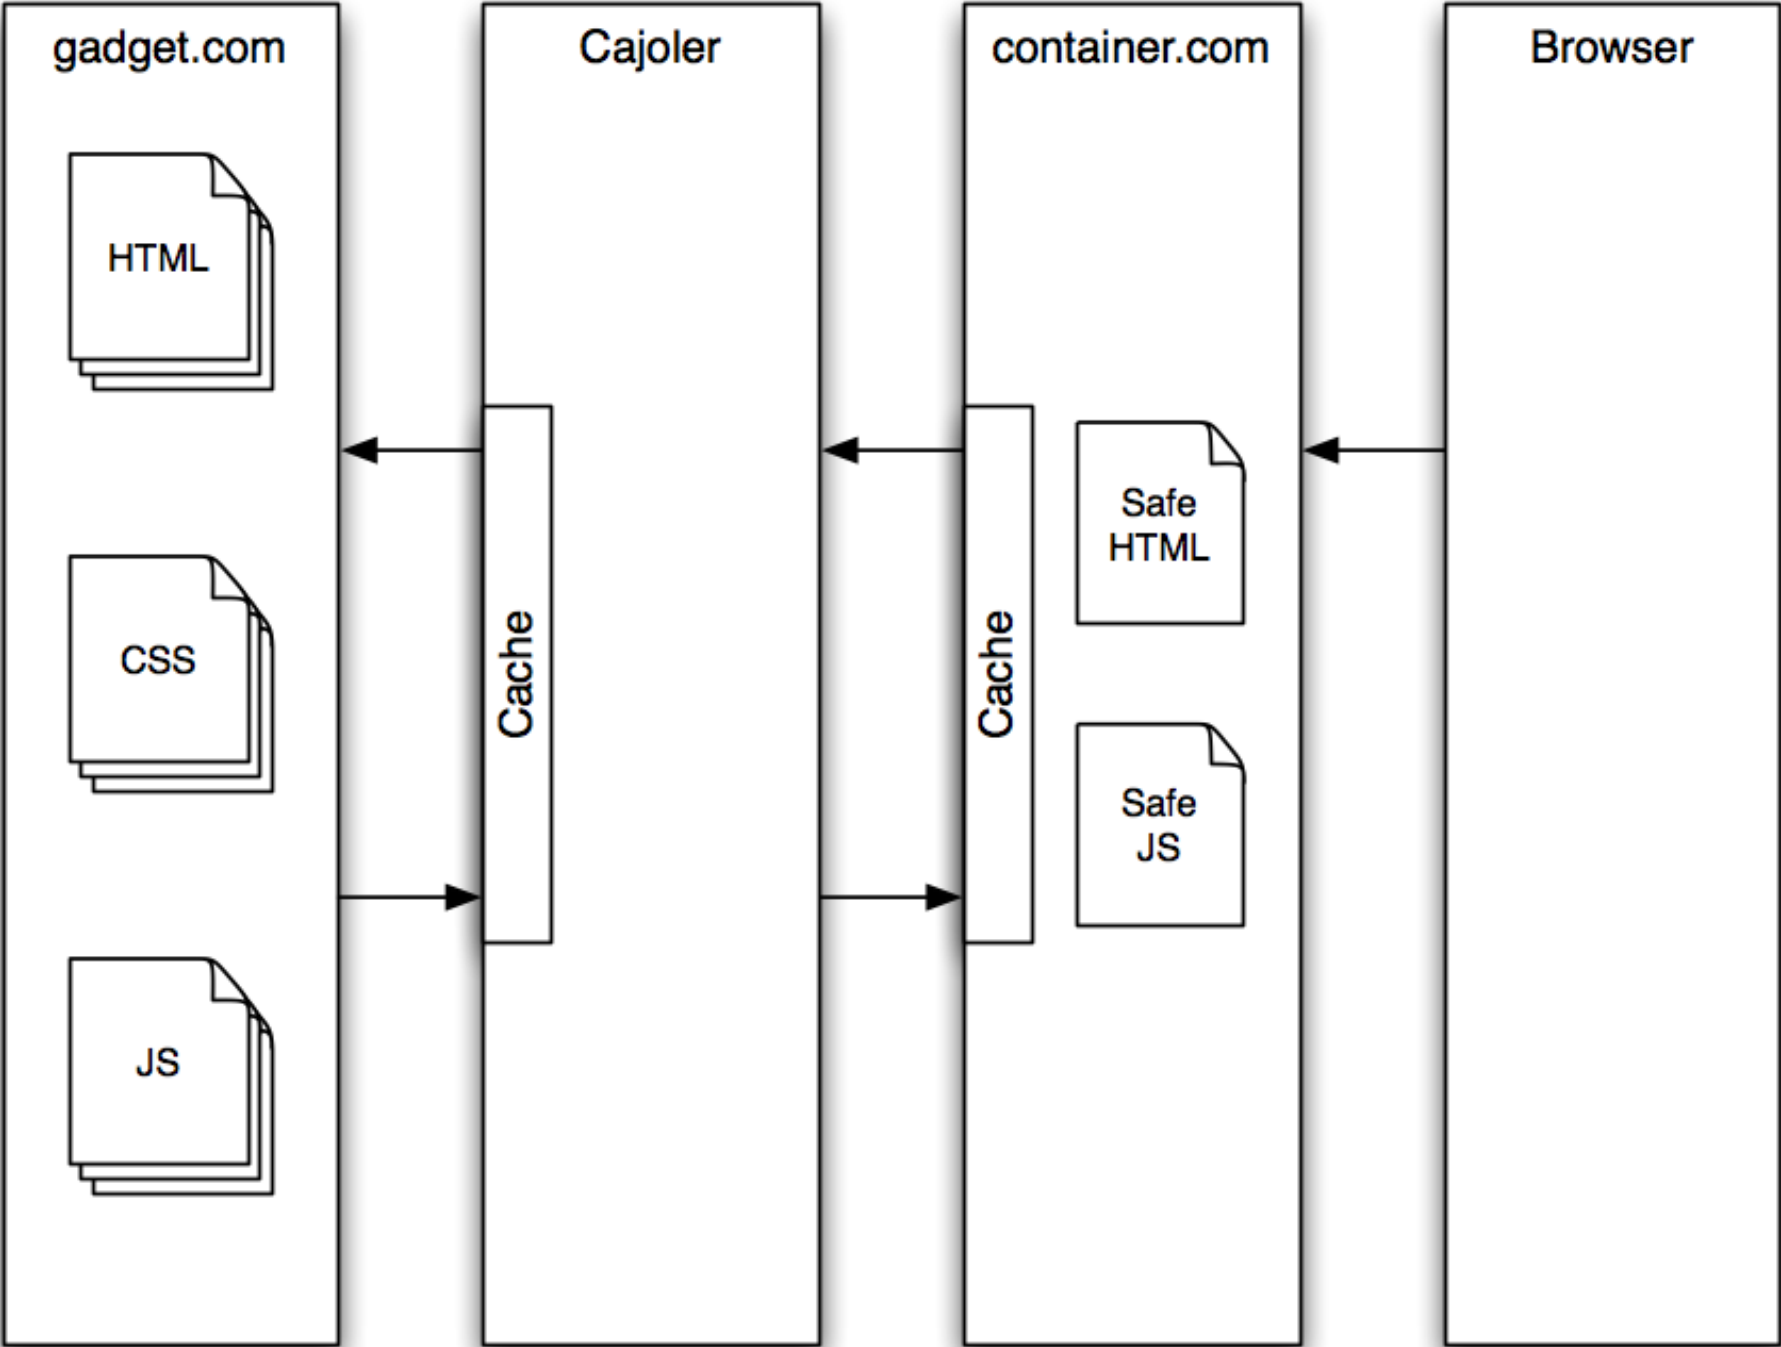 gadget.com
Cajoler
container.com
Browser
HTML
CSS
JS
Cache
Cache
Safe
HTML
Safe
JS